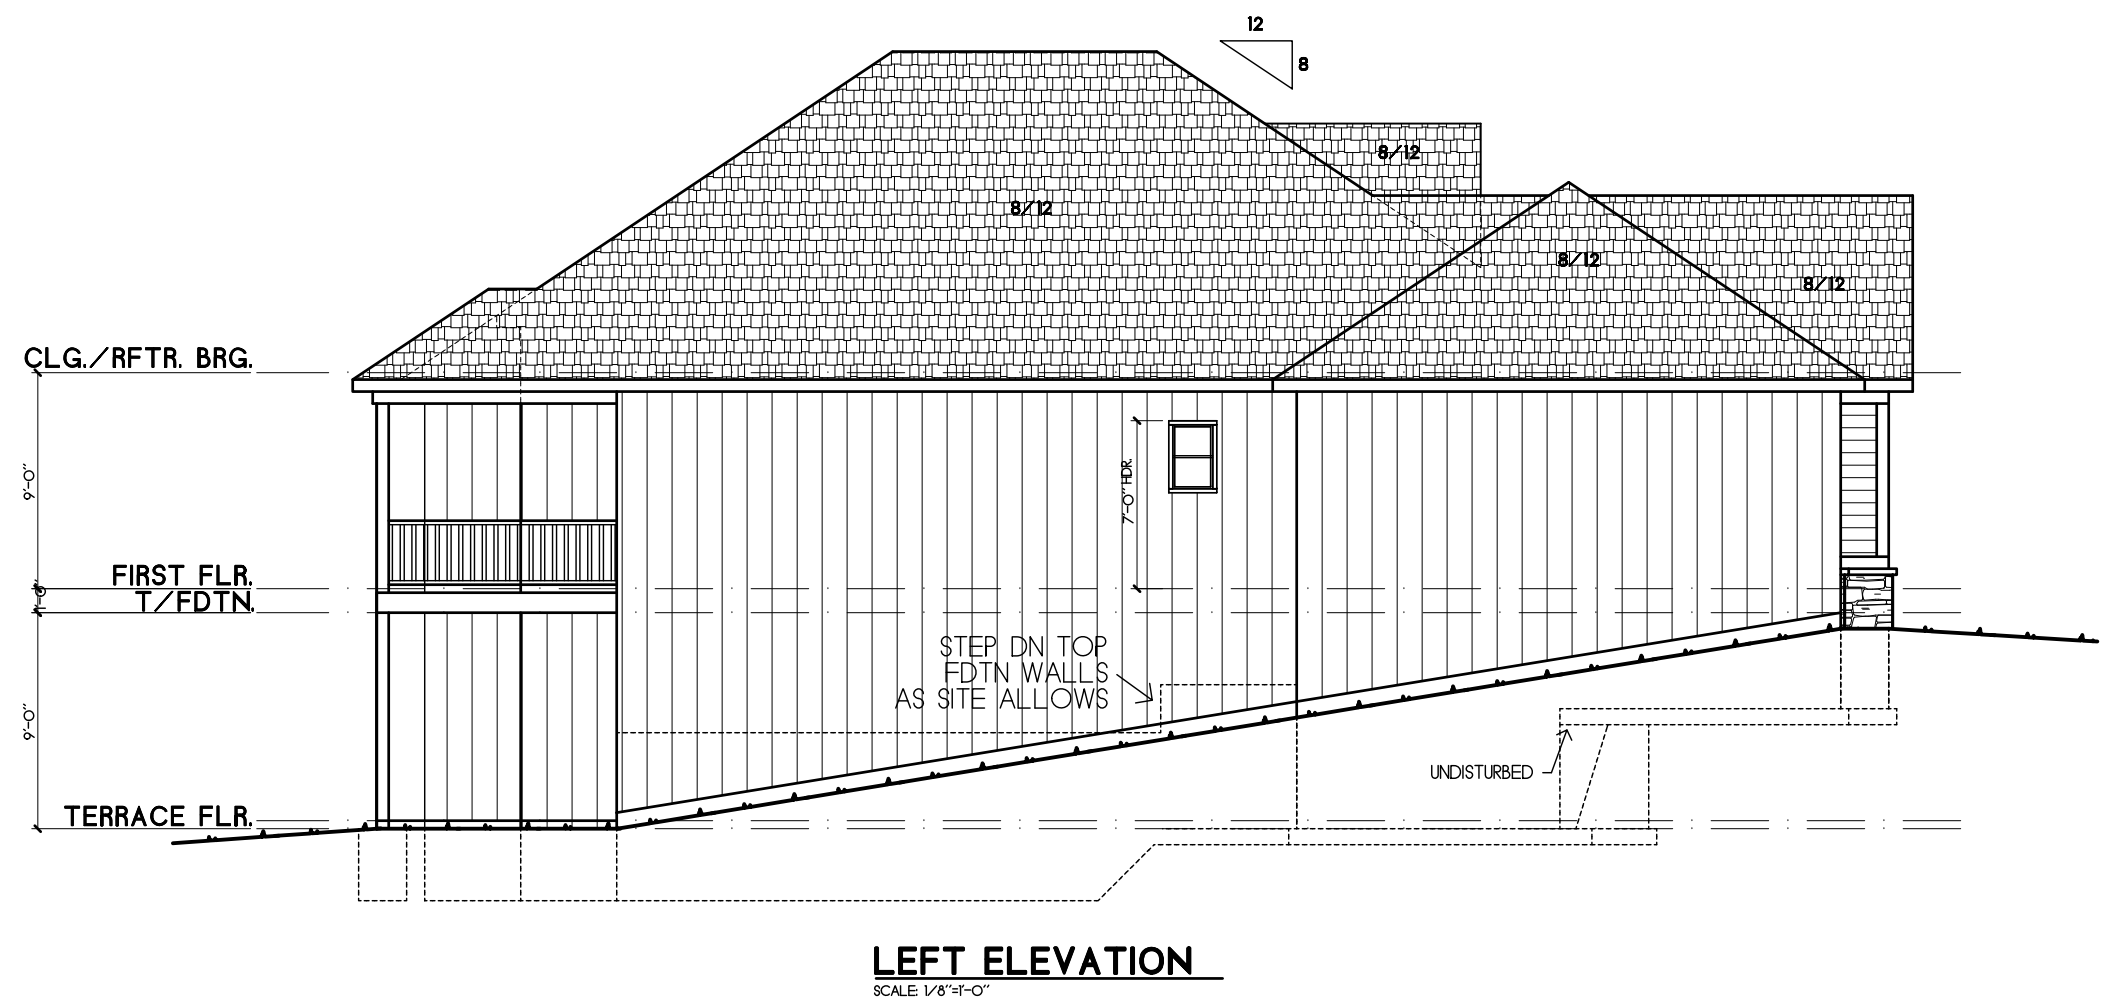 12
8
8/12
8/12
8/12
8/12
CLG./RFTR. BRG.
9'-0"
7'-0" HDR.
FIRST FLR.
1'-0"
T/FDTN.
STEP DN TOP
FDTN WALLS
AS SITE ALLOWS
9'-0"
UNDISTURBED
TERRACE FLR.
LEFT ELEVATION
SCALE: 1/8"=1'-0"